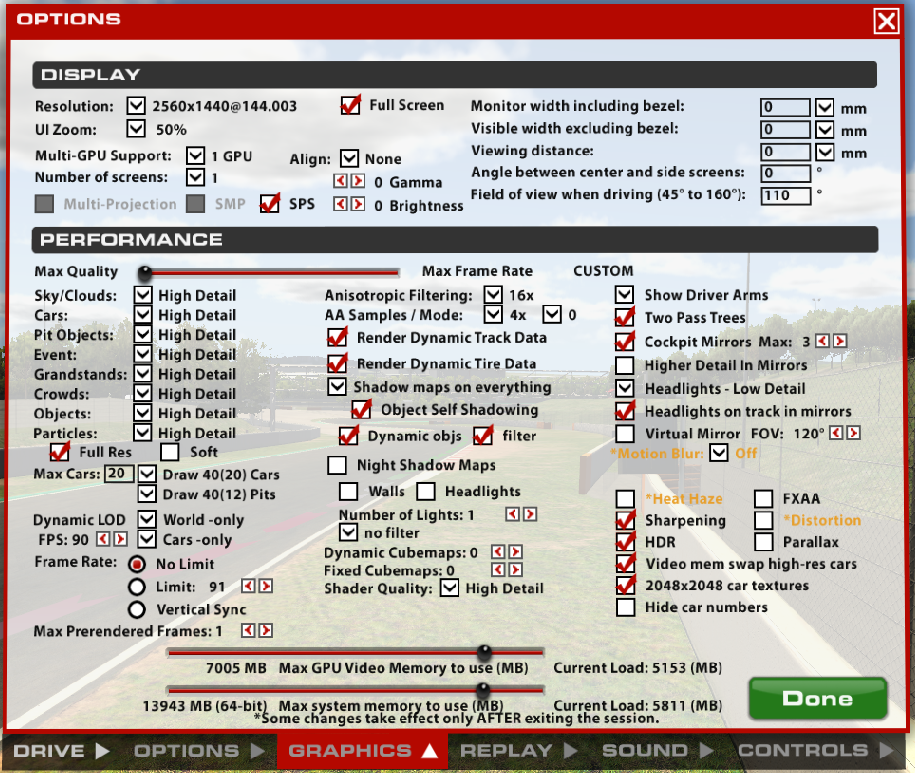 OPTIONS
DISPLAY
Resolution: 2560x1440@144.003 Full Screen
UI Zoom: 50%
Multi-GPU Support: 1 GPU Align: None
Number of screens: 1 0 Gamma
Multi-Projection SMP SPS 0 Brightness
Monitor width including bezel: 0 mm
Visible width excluding bezel: 0 mm
Viewing distance: 0 mm
Angle between center and side screens: 0 °
Field of view when driving (45° to 160°): 110 °
PERFORMANCE
Max Quality Max Frame Rate CUSTOM
Sky/Clouds: High Detail
Cars: High Detail
Pit Objects: High Detail
Event: High Detail
Grandstands: High Detail
Crowds: High Detail
Objects: High Detail
Particles: High Detail
Full Res Soft
Max Cars: 20 Draw 40(20) Cars
Draw 40(12) Pits
Dynamic LOD World -only
FPS: 90 Cars -only
Frame Rate: No Limit
Limit: 91
Vertical Sync
Max Prerendered Frames: 1
Anisotropic Filtering: 16x
AA Samples / Mode: 4x 0
Render Dynamic Track Data
Render Dynamic Tire Data
Shadow maps on everything
Object Self Shadowing
Dynamic objs filter
Night Shadow Maps
Walls Headlights
Number of Lights: 1
no filter
Dynamic Cubemaps: 0
Fixed Cubemaps: 0
Shader Quality: High Detail
Show Driver Arms
Two Pass Trees
Cockpit Mirrors Max: 3
Higher Detail In Mirrors
Headlights - Low Detail
Headlights on track in mirrors
Virtual Mirror FOV: 120°
*Motion Blur: Off
*Heat Haze FXAA
Sharpening *Distortion
HDR Parallax
Video mem swap high-res cars
2048x2048 car textures
Hide car numbers
7005 MB Max GPU Video Memory to use (MB) Current Load: 5153 (MB)
13943 MB (64-bit) Max system memory to use (MB) Current Load: 5811 (MB)
*Some changes take effect only AFTER exiting the session.
Done
DRIVE OPTIONS GRAPHICS REPLAY SOUND CONTROLS